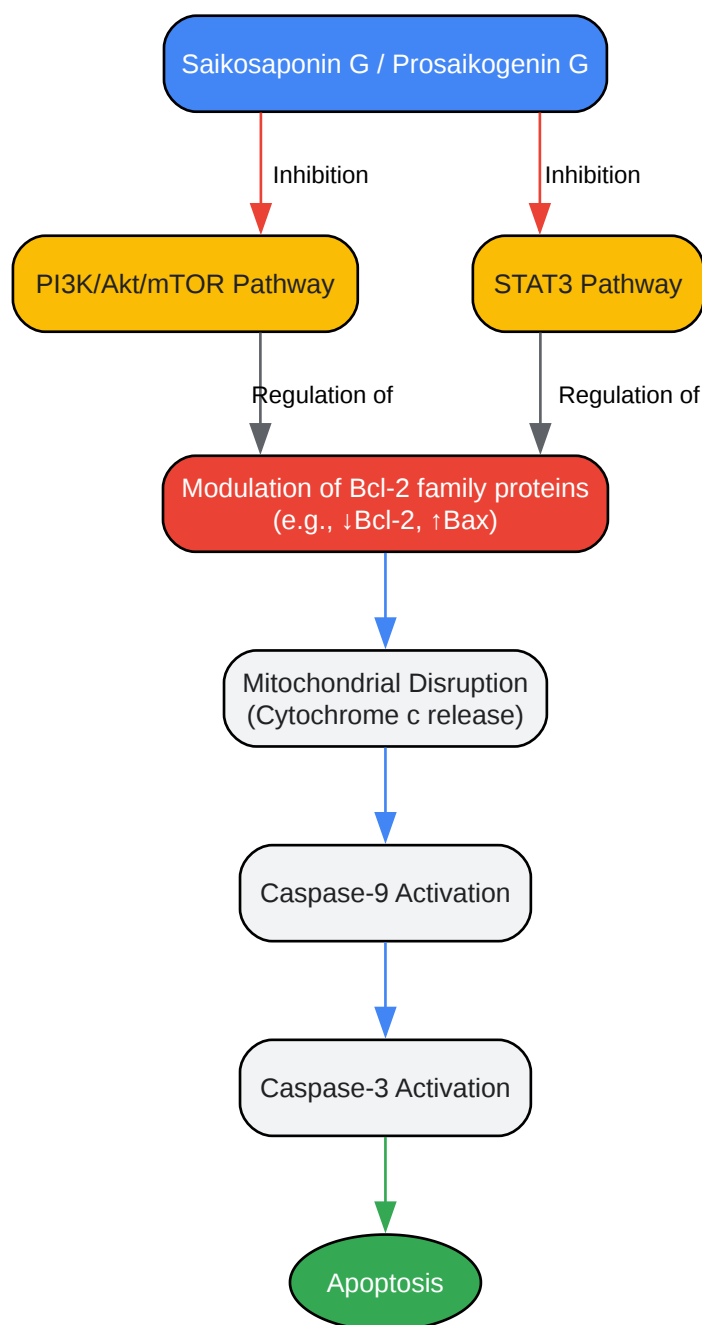 Saikosaponin G / Prosaikogenin G
Inhibition
Inhibition
PI3K/Akt/mTOR Pathway
STAT3 Pathway
Regulation of
Regulation of
Modulation of Bcl-2 family proteins
(e.g., ↓Bcl-2, ↑Bax)
Mitochondrial Disruption
(Cytochrome c release)
Caspase-9 Activation
Caspase-3 Activation
Apoptosis